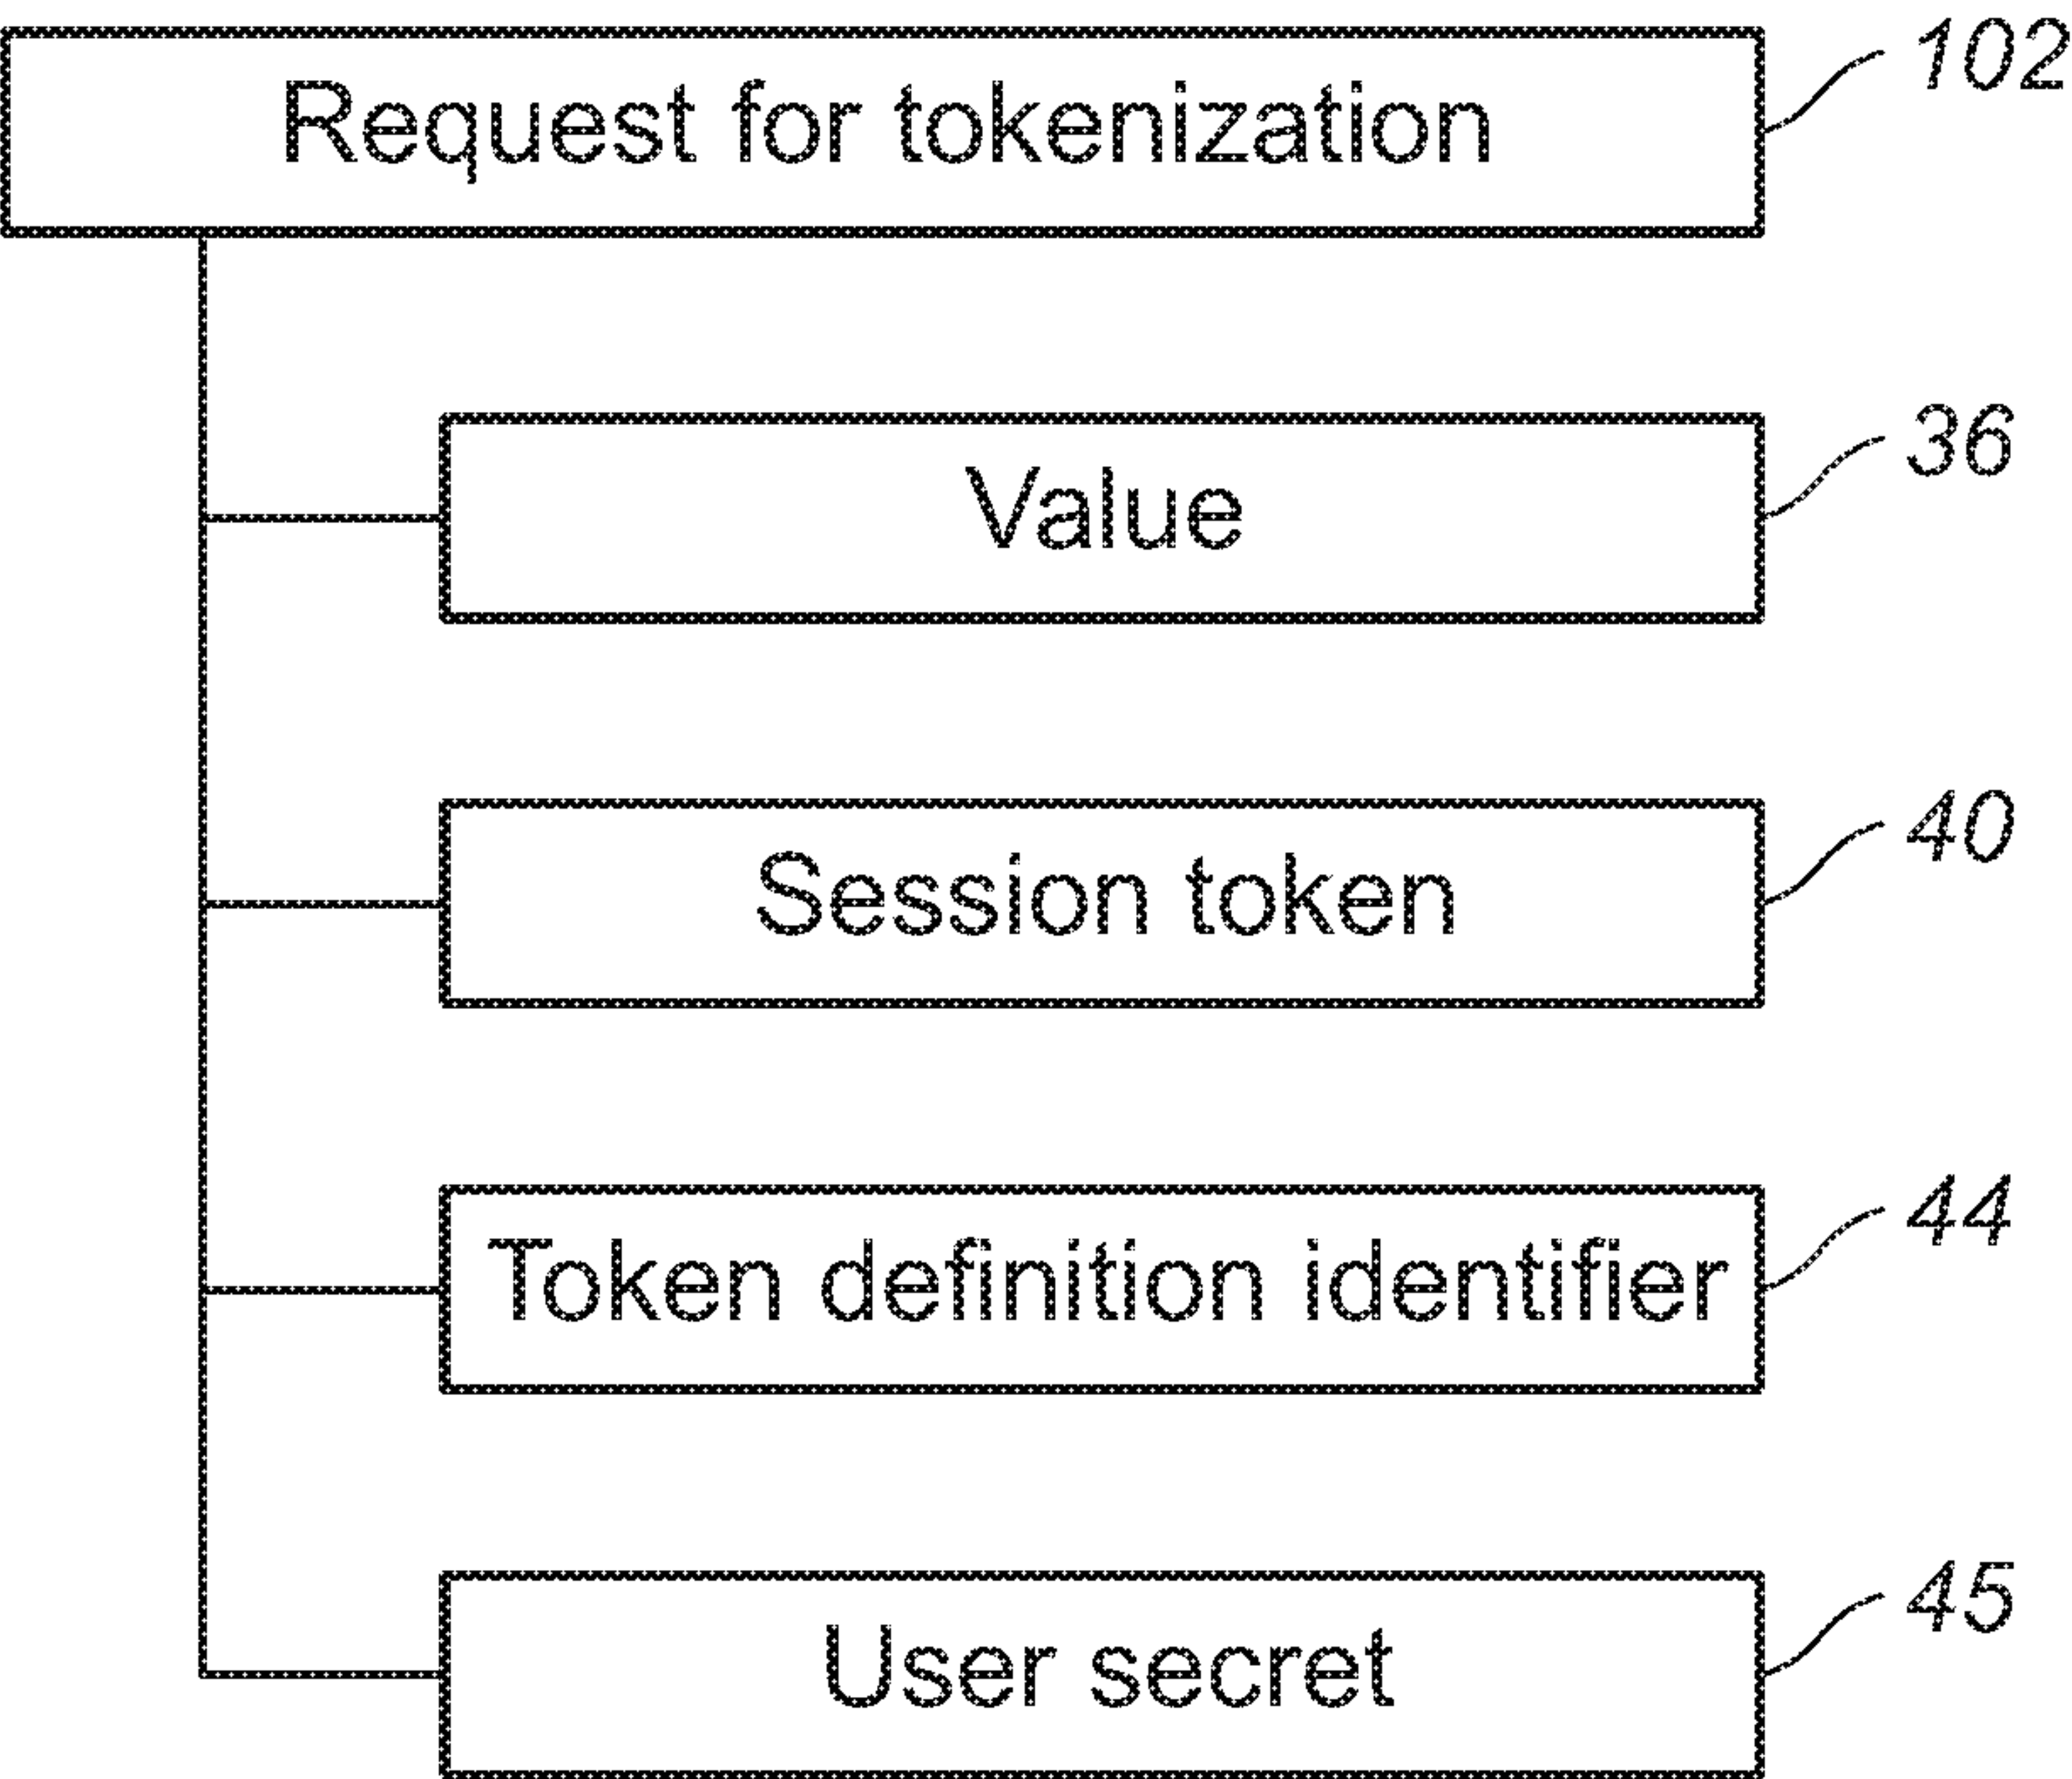 Request for tokenization 102
Value 36
Session token 40
Token definition identifier 44
User secret 45